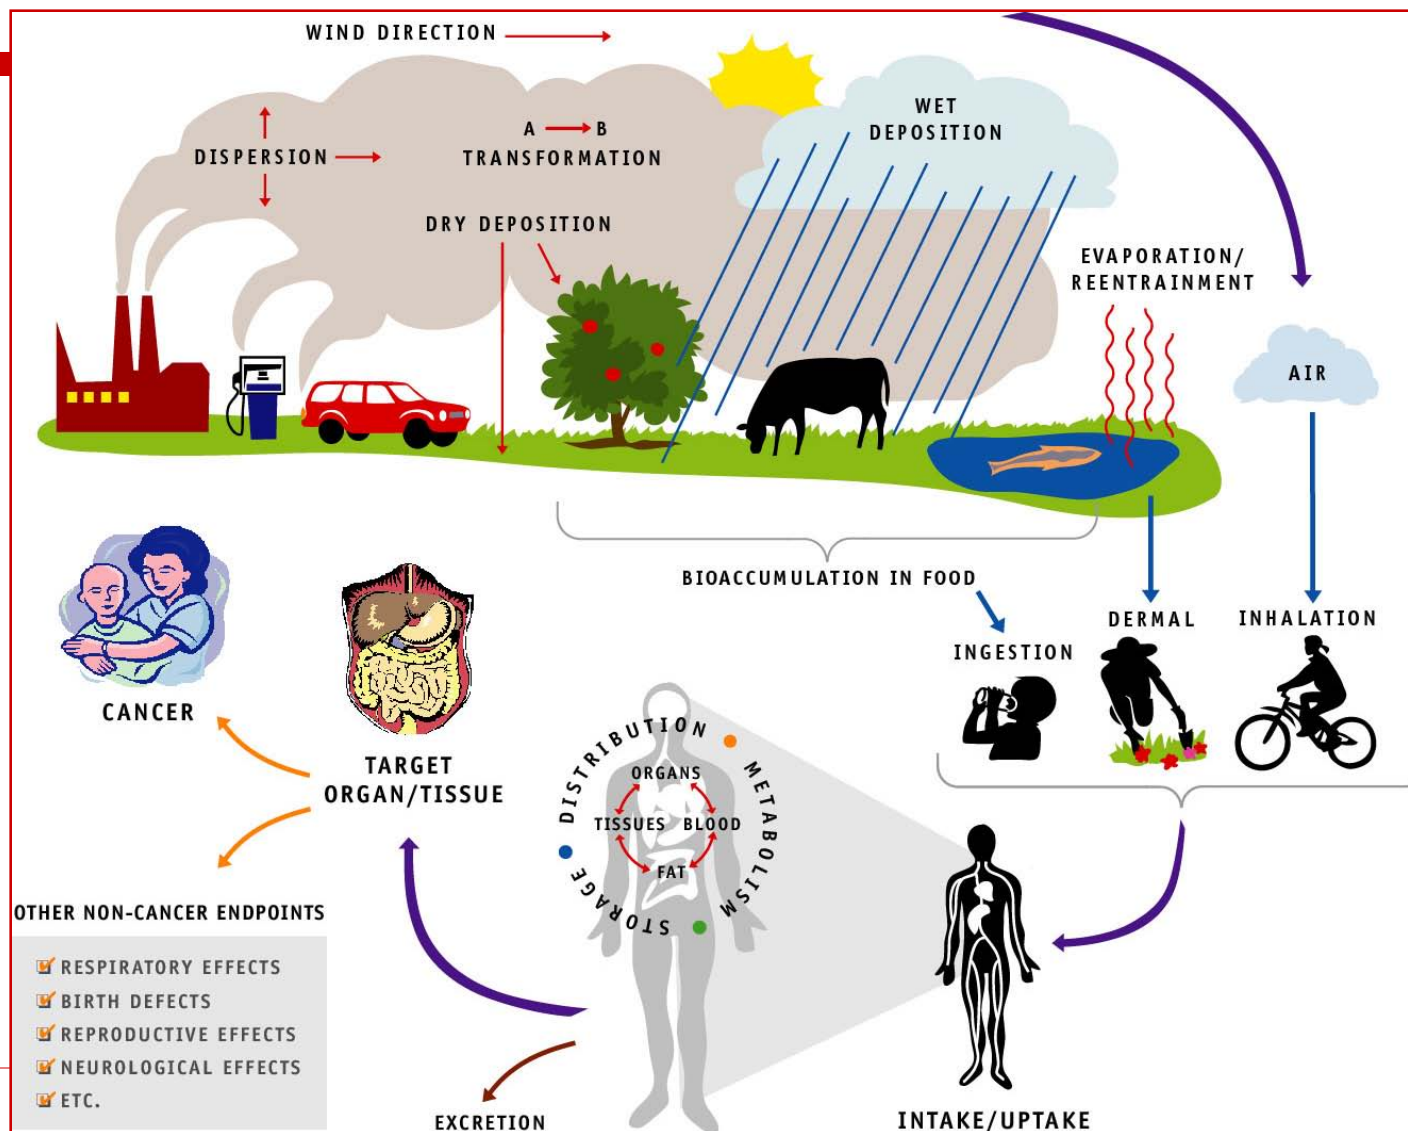 WIND DIRECTION
WET
DEPOSITION
A B
DISPERSION
TRANSFORMATION
DRY DEPOSITION
EVAPORATION/
REENTRAINMENT
AIR
BIOACCUMULATION IN FOOD
DERMAL
INHALATION
INGESTION
CANCER
TARGET
ORGAN/TISSUE
DISTRIBUTION
METABOLISM
STORAGE
ORGANS
TISSUES BLOOD
FAT
OTHER NON-CANCER ENDPOINTS
RESPIRATORY EFFECTS
BIRTH DEFECTS
REPRODUCTIVE EFFECTS
NEUROLOGICAL EFFECTS
ETC.
EXCRETION
INTAKE/UPTAKE